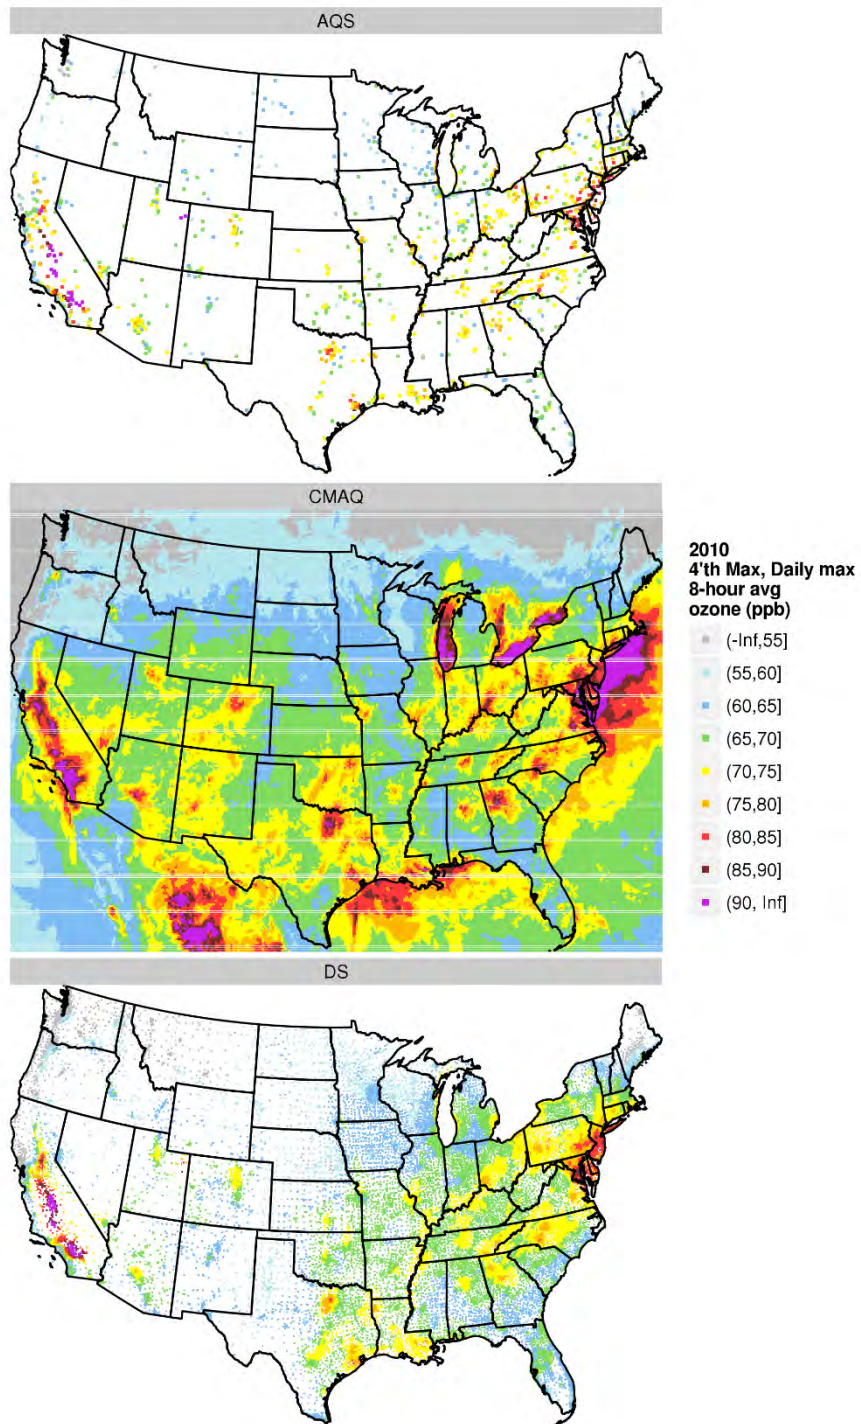 AQS
CMAQ
2010
4'th Max, Daily max
8-hour avg
ozone (ppb)
(-Inf,55]
(55,60]
(60,65]
(65,70]
(70,75]
(75,80]
(80,85]
(85,90]
(90, Inf]
DS